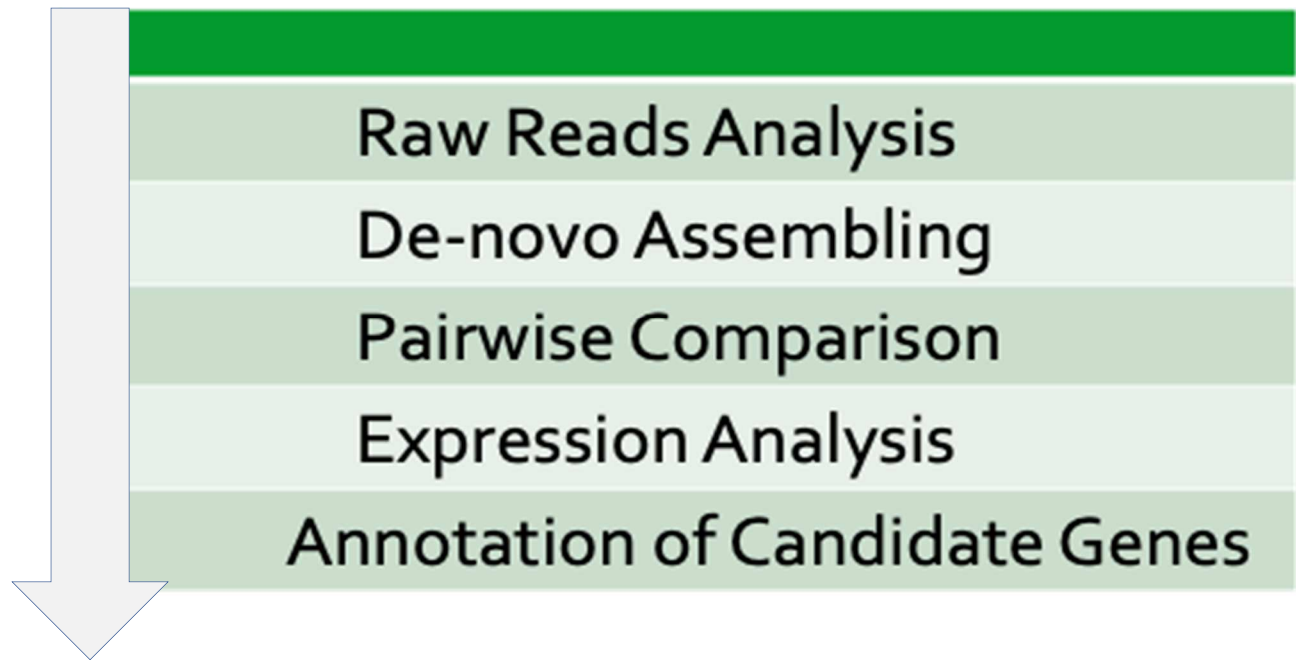 Raw Reads Analysis
De-novo Assembling
Pairwise Comparison
Expression Analysis
Annotation of Candidate Genes